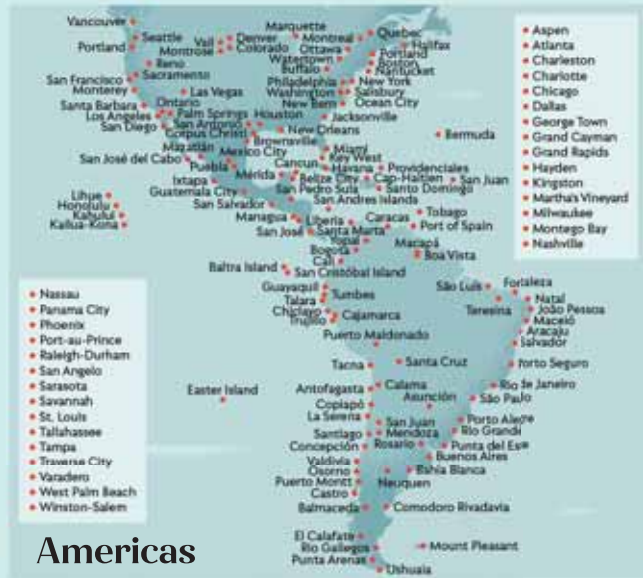 Vancouver
Seattle
Portland
Reno
San Francisco
Sacramento
Monterey
Las Vegas
Santa Barbara
Ontario
Los Angeles
Palm Springs
San Diego
Vail
Denver
Montrose
Colorado
Marquette
Montreal
Quebec
Ottawa
Halifax
Watertown
Portland
Buffalo
Boston
Nantucket
Philadelphia
New York
Washington
Salisbury
New Bern
Ocean City
Houston
Jacksonville
San Antonio
Corpus Christi
New Orleans
Brownsville
Bermuda
Mazatlán
Mexico City
Miami
San José del Cabo
Puebla
Cancun
Key West
Havana
Providenciales
Ixtapa
Mérida
Belize City
Cap-Haïtien
San Juan
Guatemala City
San Pedro Sula
Santo Domingo
San Salvador
San Andres Islands
Lihue
Honolulu
Kahului
Kailua-Kona
Managua
Liberia
Caracas
Tobago
San José
Santa Marta
Port of Spain
Yopal
Bogotá
Macapá
Cali
Boa Vista
Baltra Island
San Cristóbal Island
Guayaquil
Tumbes
Talara
São Luís
Fortaleza
Chiclayo
Cajamarca
Teresina
Natal
Trujillo
João Pessoa
Maceió
Aracaju
Puerto Maldonado
Salvador
Tacna
Santa Cruz
Porto Seguro
Easter Island
Antofagasta
Calama
Rio de Janeiro
Asunción
São Paulo
Copiapó
La Serena
San Juan
Porto Alegre
Santiago
Mendoza
Rio Grande
Concepción
Rosario
Punta del Este
Valdivia
Buenos Aires
Osorno
Bahia Blanca
Puerto Montt
Neuquen
Castro
Balmaceda
Comodoro Rivadavia
El Calafate
Rio Gallegos
Mount Pleasant
Punta Arenas
Ushuaia
• Aspen
• Atlanta
• Charleston
• Charlotte
• Chicago
• Dallas
• George Town
• Grand Cayman
• Grand Rapids
• Hayden
• Kingston
• Martha's Vineyard
• Milwaukee
• Montego Bay
• Nashville
• Nassau
• Panama City
• Phoenix
• Port-au-Prince
• Raleigh-Durham
• San Angelo
• Sarasota
• Savannah
• St. Louis
• Tallahassee
• Tampa
• Traverse City
• Varadero
• West Palm Beach
• Winston-Salem
Americas